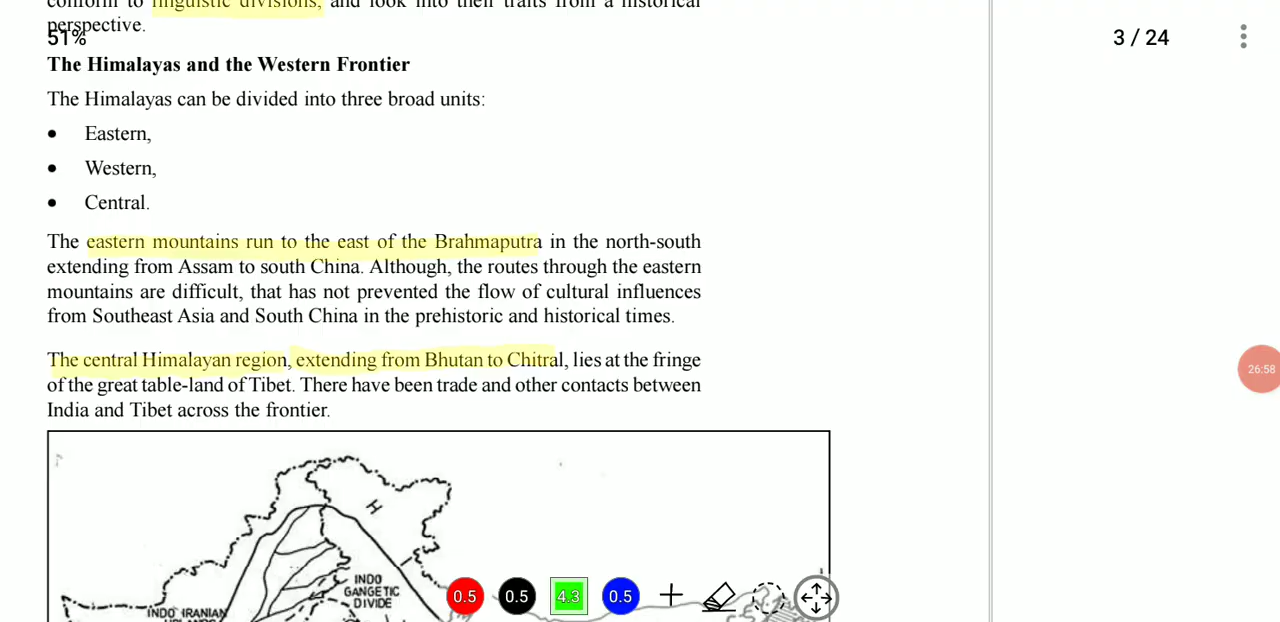 conform to linguistic divisions, and look into their traits from a historical
perspective.
51%
3 / 24
The Himalayas and the Western Frontier
The Himalayas can be divided into three broad units:
• Eastern,
• Western,
• Central.
The eastern mountains run to the east of the Brahmaputra in the north-south
extending from Assam to south China. Although, the routes through the eastern
mountains are difficult, that has not prevented the flow of cultural influences
from Southeast Asia and South China in the prehistoric and historical times.
26:58
The central Himalayan region, extending from Bhutan to Chitral, lies at the fringe
of the great table-land of Tibet. There have been trade and other contacts between
India and Tibet across the frontier.
H
INDO
GANGETIC
DIVIDE
INDO IRANIAN
0.5
0.5
4.3
0.5